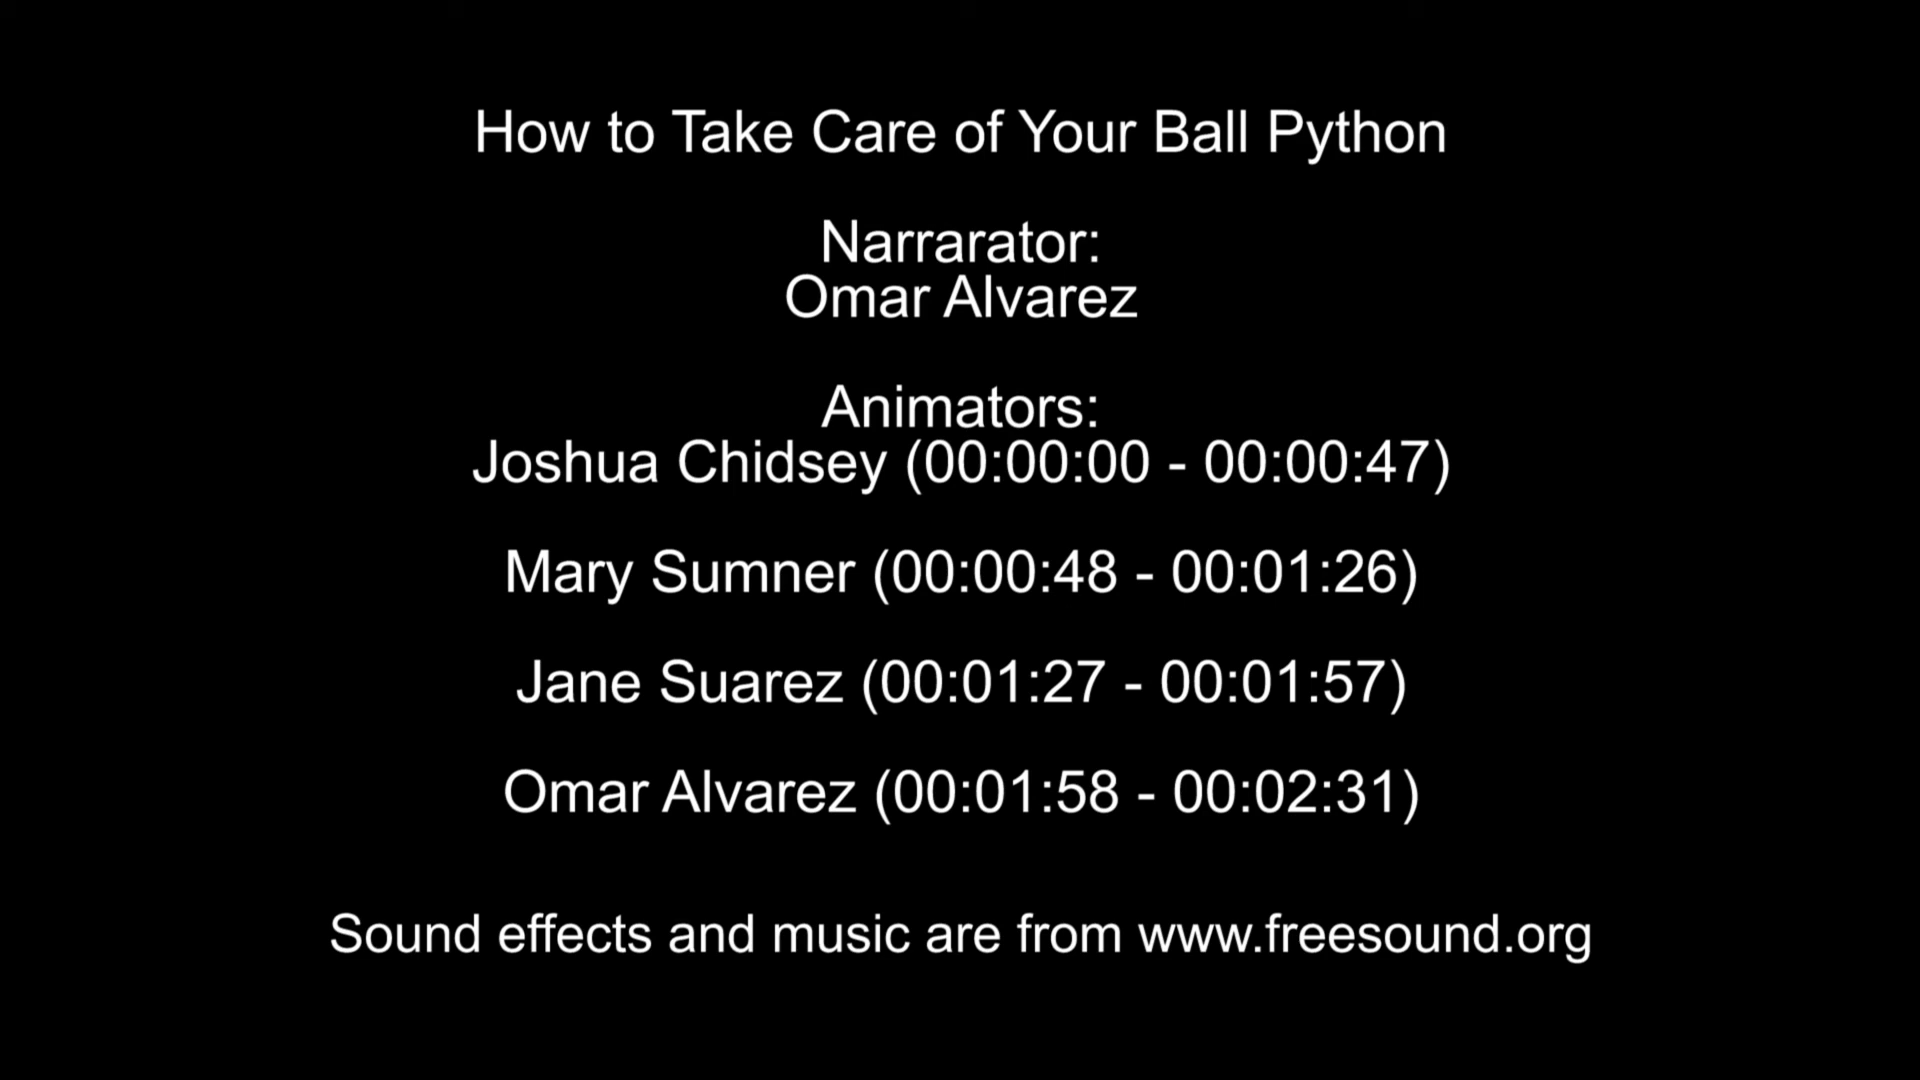 How to Take Care of Your Ball Python
Narrarator:
Omar Alvarez
Animators:
Joshua Chidsey (00:00:00 - 00:00:47)
Mary Sumner (00:00:48 - 00:01:26)
Jane Suarez (00:01:27 - 00:01:57)
Omar Alvarez (00:01:58 - 00:02:31)
Sound effects and music are from www.freesound.org